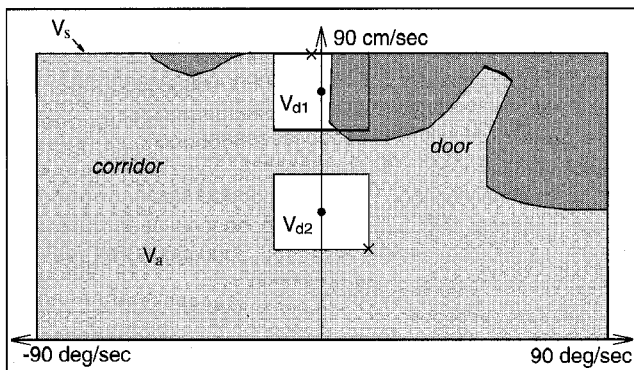 Vs
90 cm/sec
Vd1
door
corridor
Vd2
Va
-90 deg/sec
90 deg/sec